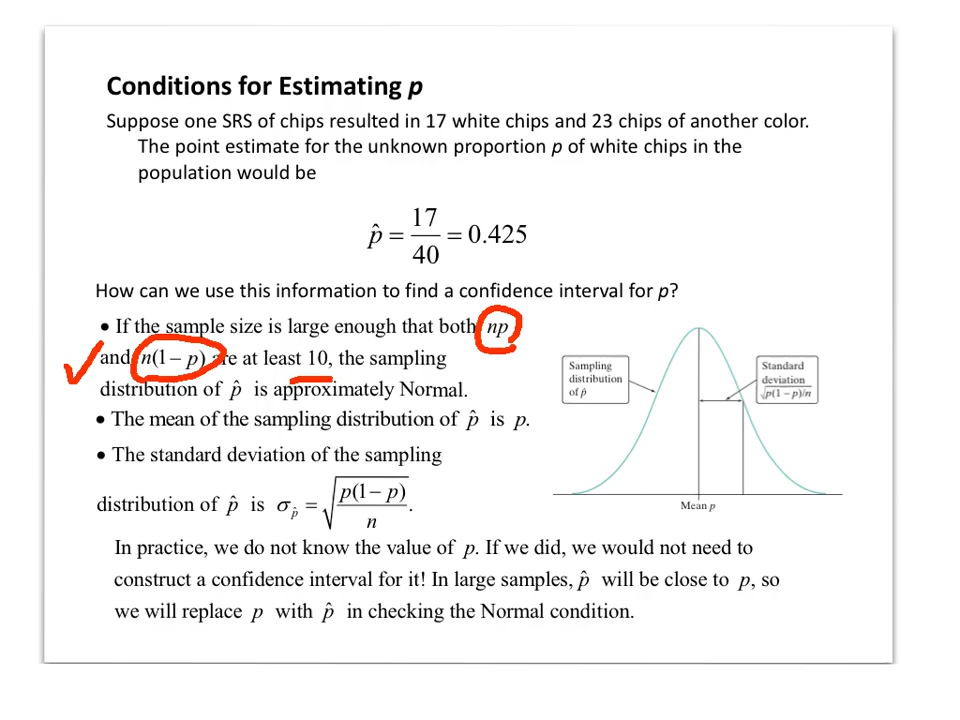 Conditions for Estimating p
Suppose one SRS of chips resulted in 17 white chips and 23 chips of another color.
The point estimate for the unknown proportion p of white chips in the
population would be
p̂ = 17/40 = 0.425
How can we use this information to find a confidence interval for p?
• If the sample size is large enough that both np
and n(1 – p) are at least 10, the sampling
distribution of p̂ is approximately Normal.
• The mean of the sampling distribution of p̂ is p.
• The standard deviation of the sampling
distribution of p̂ is σp̂ = √(p(1 – p)/n).
In practice, we do not know the value of p. If we did, we would not need to
construct a confidence interval for it! In large samples, p̂ will be close to p, so
we will replace p with p̂ in checking the Normal condition.
Sampling
distribution
of p̂
Standard
deviation
√p(1 – p)/n
Mean p